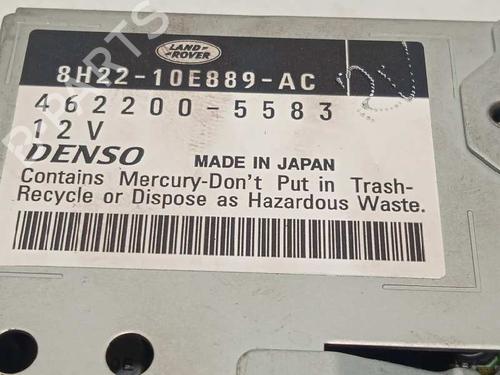 LAND
ROVER
8H22-10E889-AC
462200-5583
12V
DENSO MADE IN JAPAN
Contains Mercury-Don't Put in Trash-
Recycle or Dispose as Hazardous Waste.